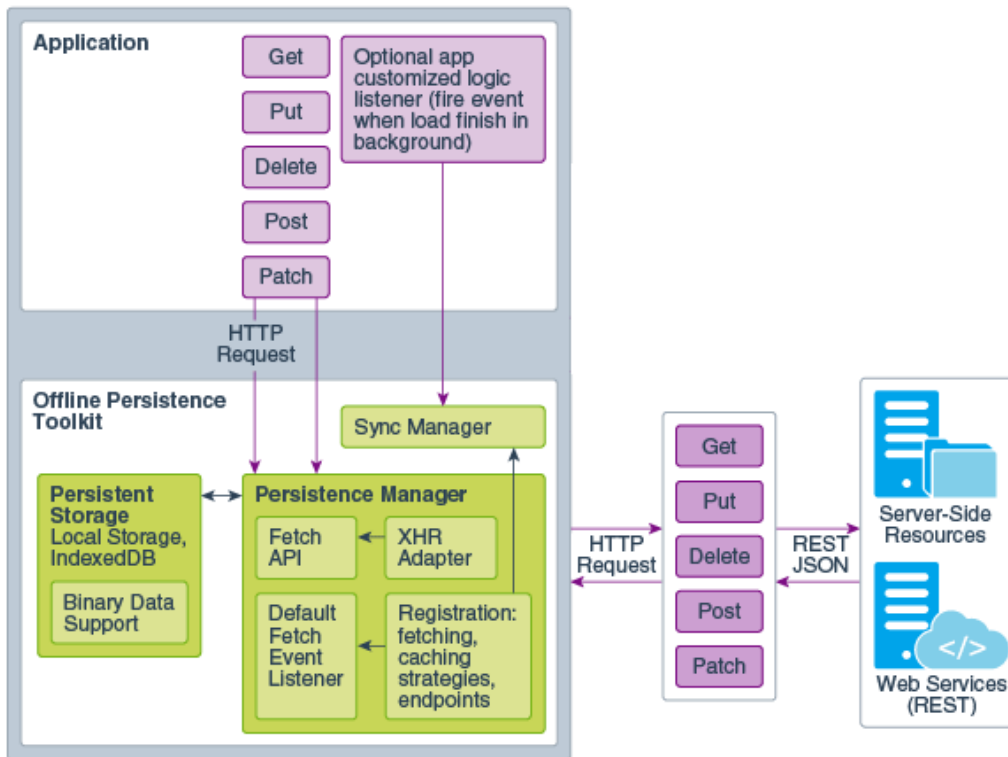 Application
Get
Put
Delete
Post
Patch
Optional app
customized logic
listener (fire event
when load finish in
background)
HTTP
Request
Offline Persistence
Toolkit
Sync Manager
Persistent
Storage
Local Storage,
IndexedDB
Binary Data
Support
Persistence Manager
Fetch
API
XHR
Adapter
Default
Fetch
Event
Listener
Registration:
fetching,
caching
strategies,
endpoints
HTTP
Request
Get
Put
Delete
Post
Patch
REST
JSON
Server-Side
Resources
</>
Web Services
(REST)